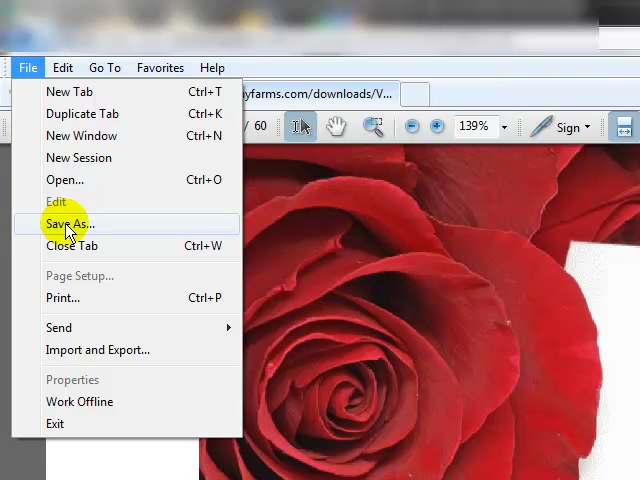 File Edit Go To Favorites Help
New Tab Ctrl+T
ayfarms.com/downloads/V...
Duplicate Tab Ctrl+K
New Window Ctrl+N
/ 60 139% Sign
New Session
Open... Ctrl+O
Edit
Save As...
Close Tab Ctrl+W
Page Setup...
Print... Ctrl+P
Send
Import and Export...
Properties
Work Offline
Exit